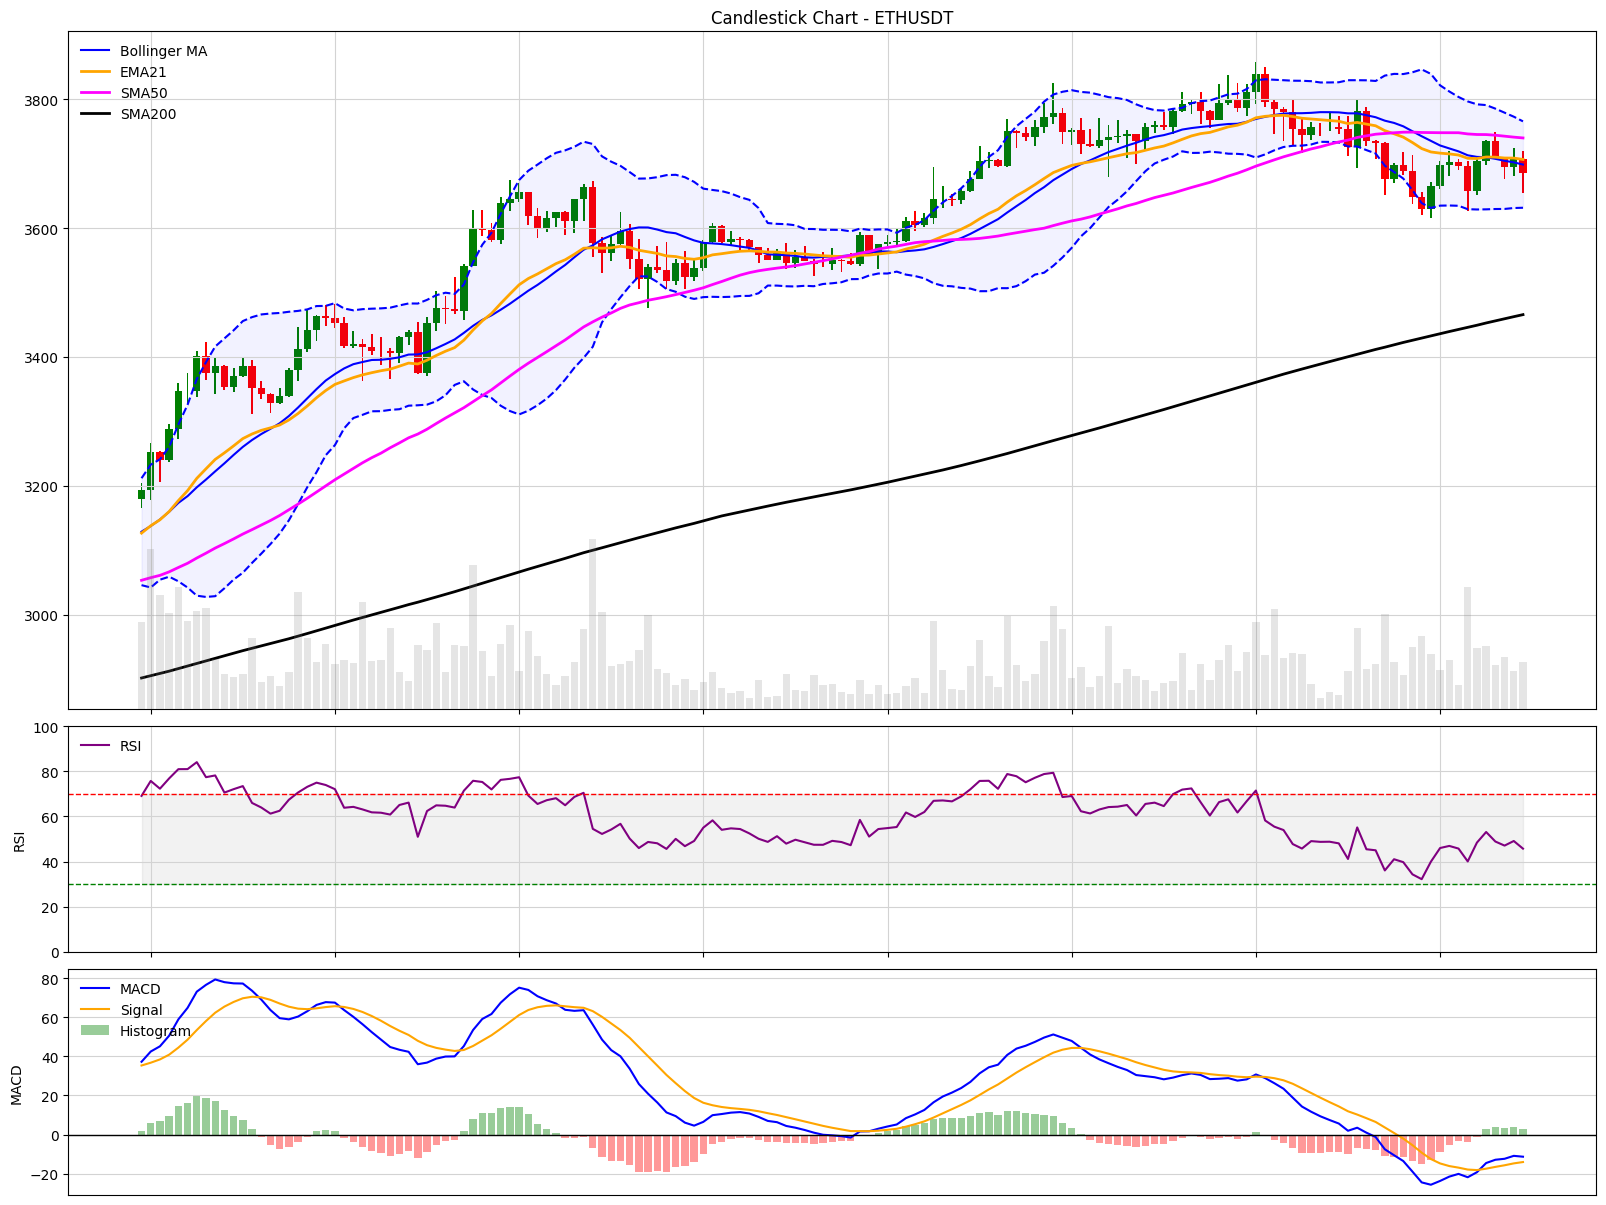 Candlestick Chart - ETHUSDT
Bollinger MA
EMA21
SMA50
SMA200
3800
3600
3400
3200
3000
RSI
100
80
60
40
20
0
RSI
MACD
Signal
Histogram
80
60
40
20
0
−20
MACD